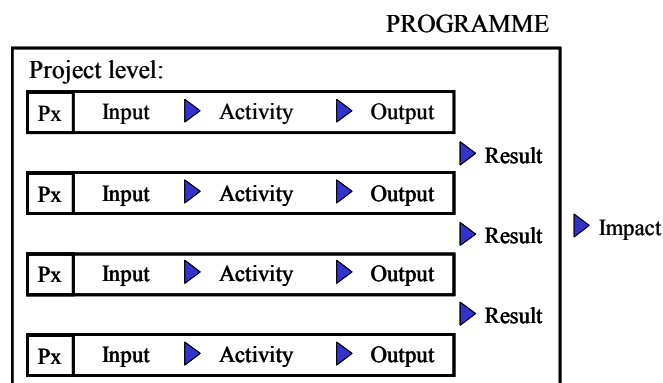 PROGRAMME
Project level:
Px Input Activity Output
Result
Px Input Activity Output
Result
Impact
Px Input Activity Output
Result
Px Input Activity Output